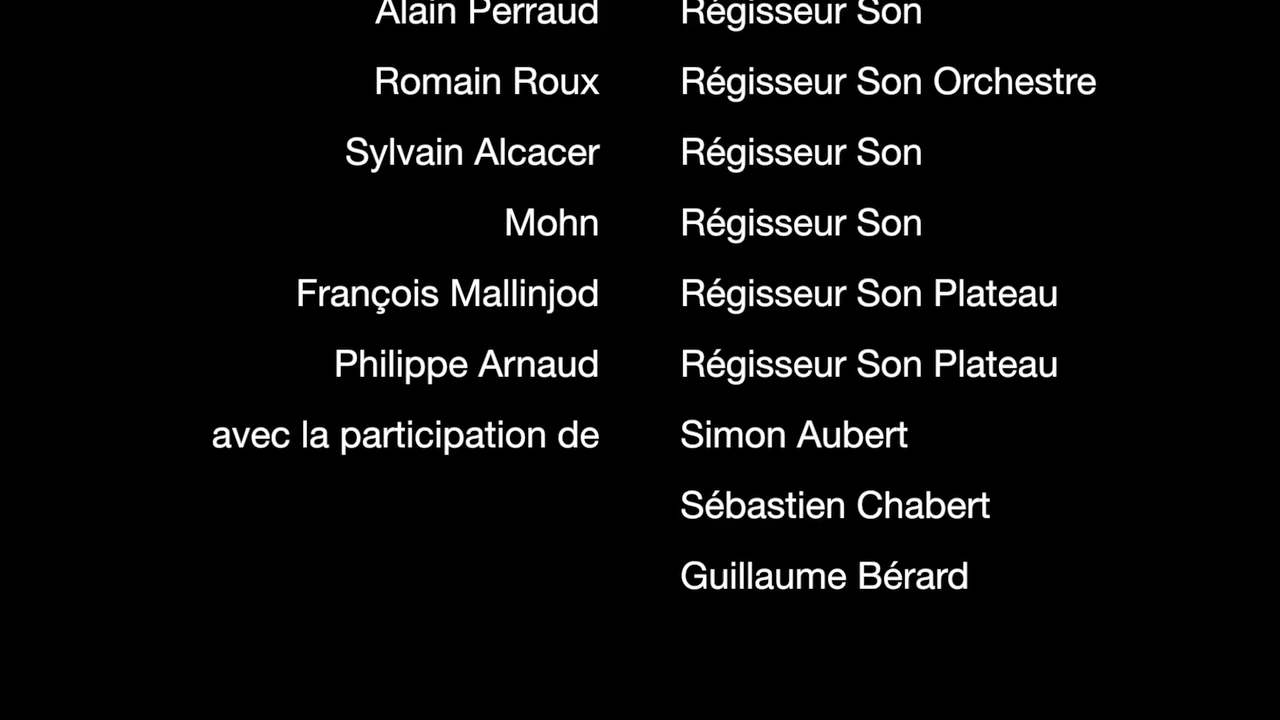 Alain Perraud Régisseur Son
Romain Roux Régisseur Son Orchestre
Sylvain Alcacer Régisseur Son
Mohn Régisseur Son
François Mallinjod Régisseur Son Plateau
Philippe Arnaud Régisseur Son Plateau
avec la participation de Simon Aubert
Sébastien Chabert
Guillaume Bérard